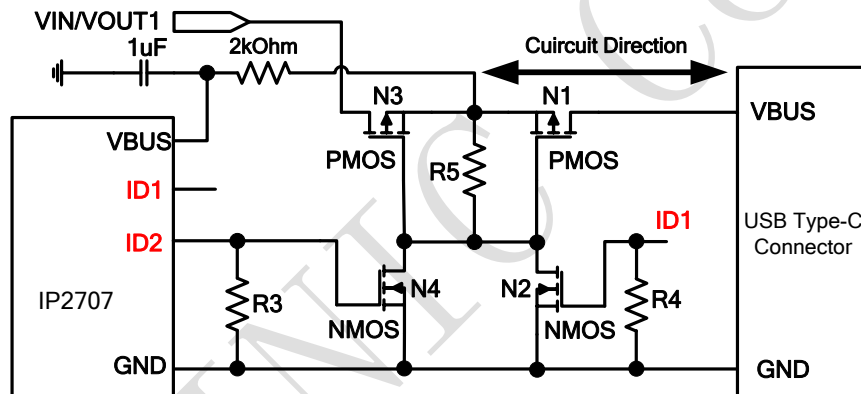 VIN/VOUT1
1uF
2kOhm
Cuircuit Direction
N3
N1
VBUS
VBUS
PMOS
R5
PMOS
ID1
ID1
USB Type-C
Connector
ID2
IP2707
R3
N4
N2
R4
NMOS
NMOS
GND
GND